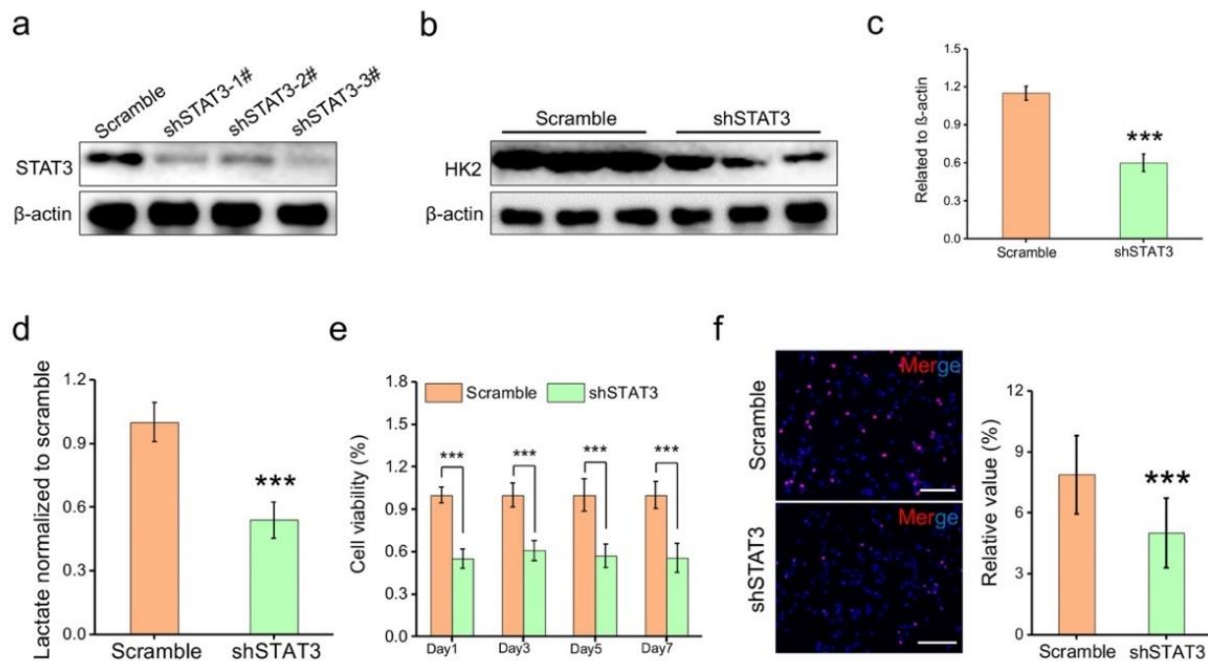 a
Scramble
shSTAT3-1#
shSTAT3-2#
shSTAT3-3#
STAT3
β-actin
b
Scramble
shSTAT3
HK2
β-actin
c
Related to ß-actin
1.5
1.2
0.9
0.6
0.3
0.0
***
Scramble
shSTAT3
d
Lactate normalized to scramble
1.2
0.9
0.6
0.3
0.0
***
Scramble
shSTAT3
e
Cell viability (%)
1.8
1.5
1.2
0.9
0.6
0.3
0.0
Scramble
shSTAT3
***
***
***
***
Day1
Day3
Day5
Day7
f
Scramble
Merge
shSTAT3
Merge
Relative value (%)
12
9
6
3
0
***
Scramble
shSTAT3